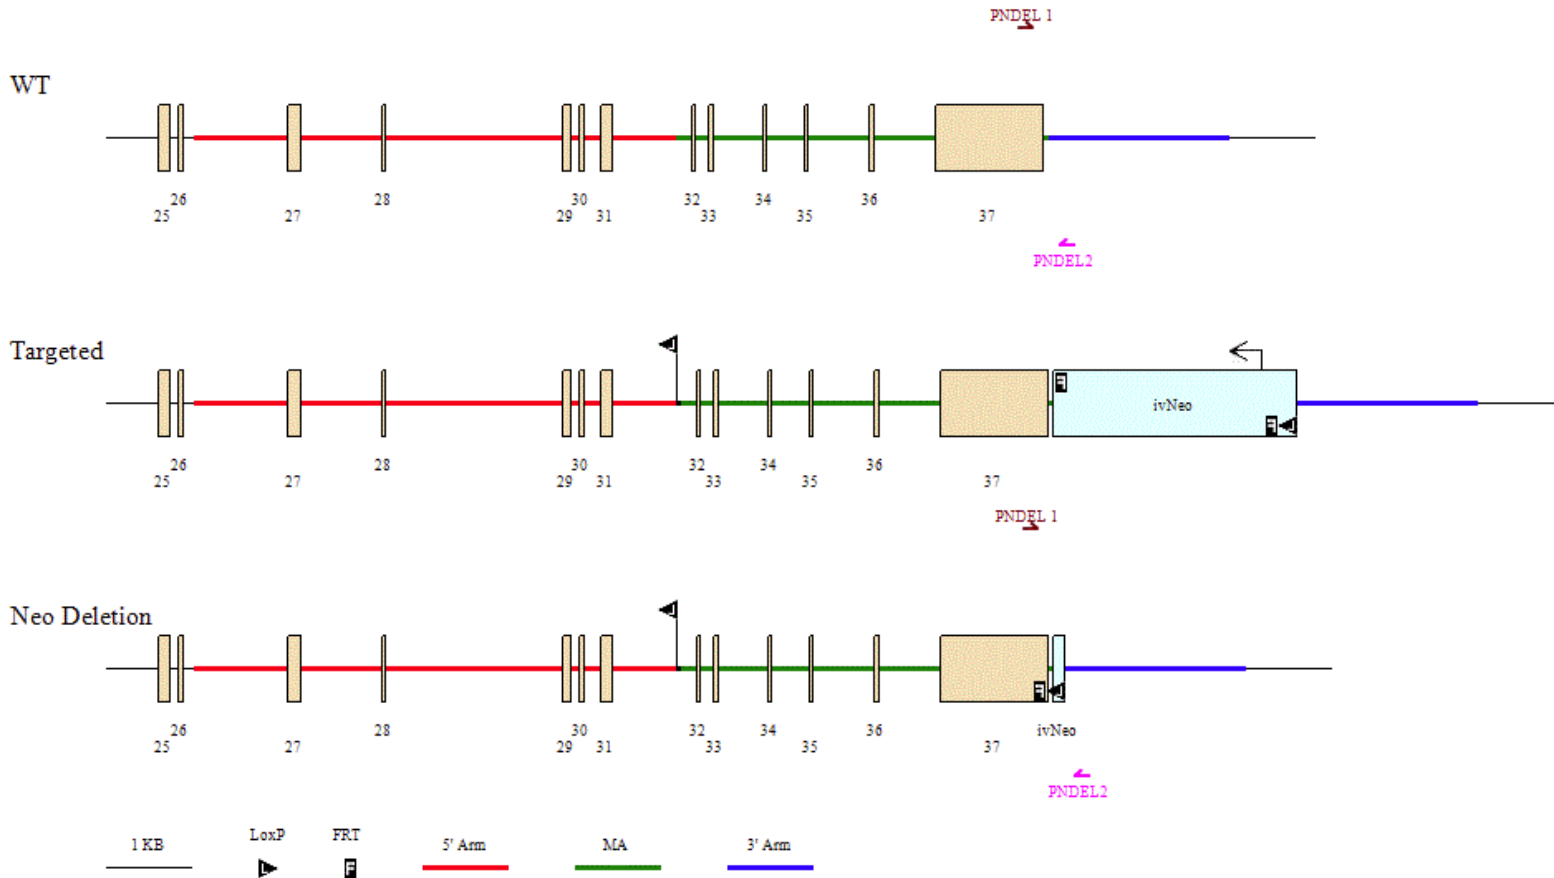 PNDEL 1
WT
26 28 30 32 34 36
25 27 29 31 33 35 37
PNDEL2
Targeted
F
ivNeo
F
26 28 30 32 34 36
25 27 29 31 33 35 37
PNDEL 1
Neo Deletion
F
26 28 30 32 34 36 ivNeo
25 27 29 31 33 35 37
PNDEL2
1 KB LoxP FRT 5' Arm MA 3' Arm
L F